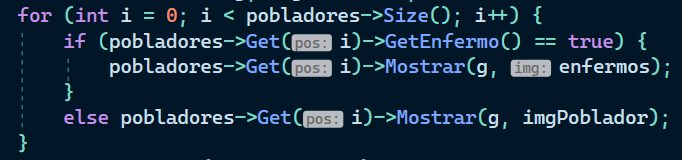 for (int i = 0; i < pobladores->Size(); i++) {
if (pobladores->Get(pos: i)->GetEnfermo() == true) {
pobladores->Get(pos: i)->Mostrar(g, img: enfermos);
}
else pobladores->Get(pos: i)->Mostrar(g, imgPoblador);
}